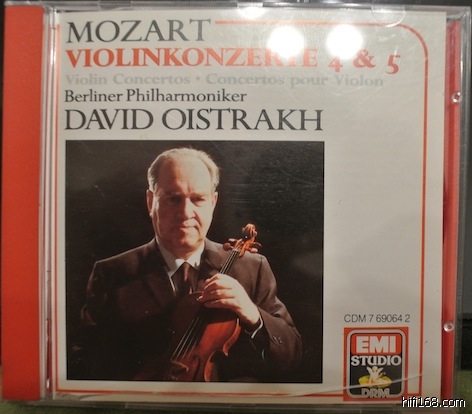 MOZART
VIOLINKONZERTE 4 & 5
Violin Concertos · Concertos pour Violon
Berliner Philharmoniker
DAVID OISTRAKH
CDM 7 69064 2
EMI
STUDIO
DRM
hifi168.com